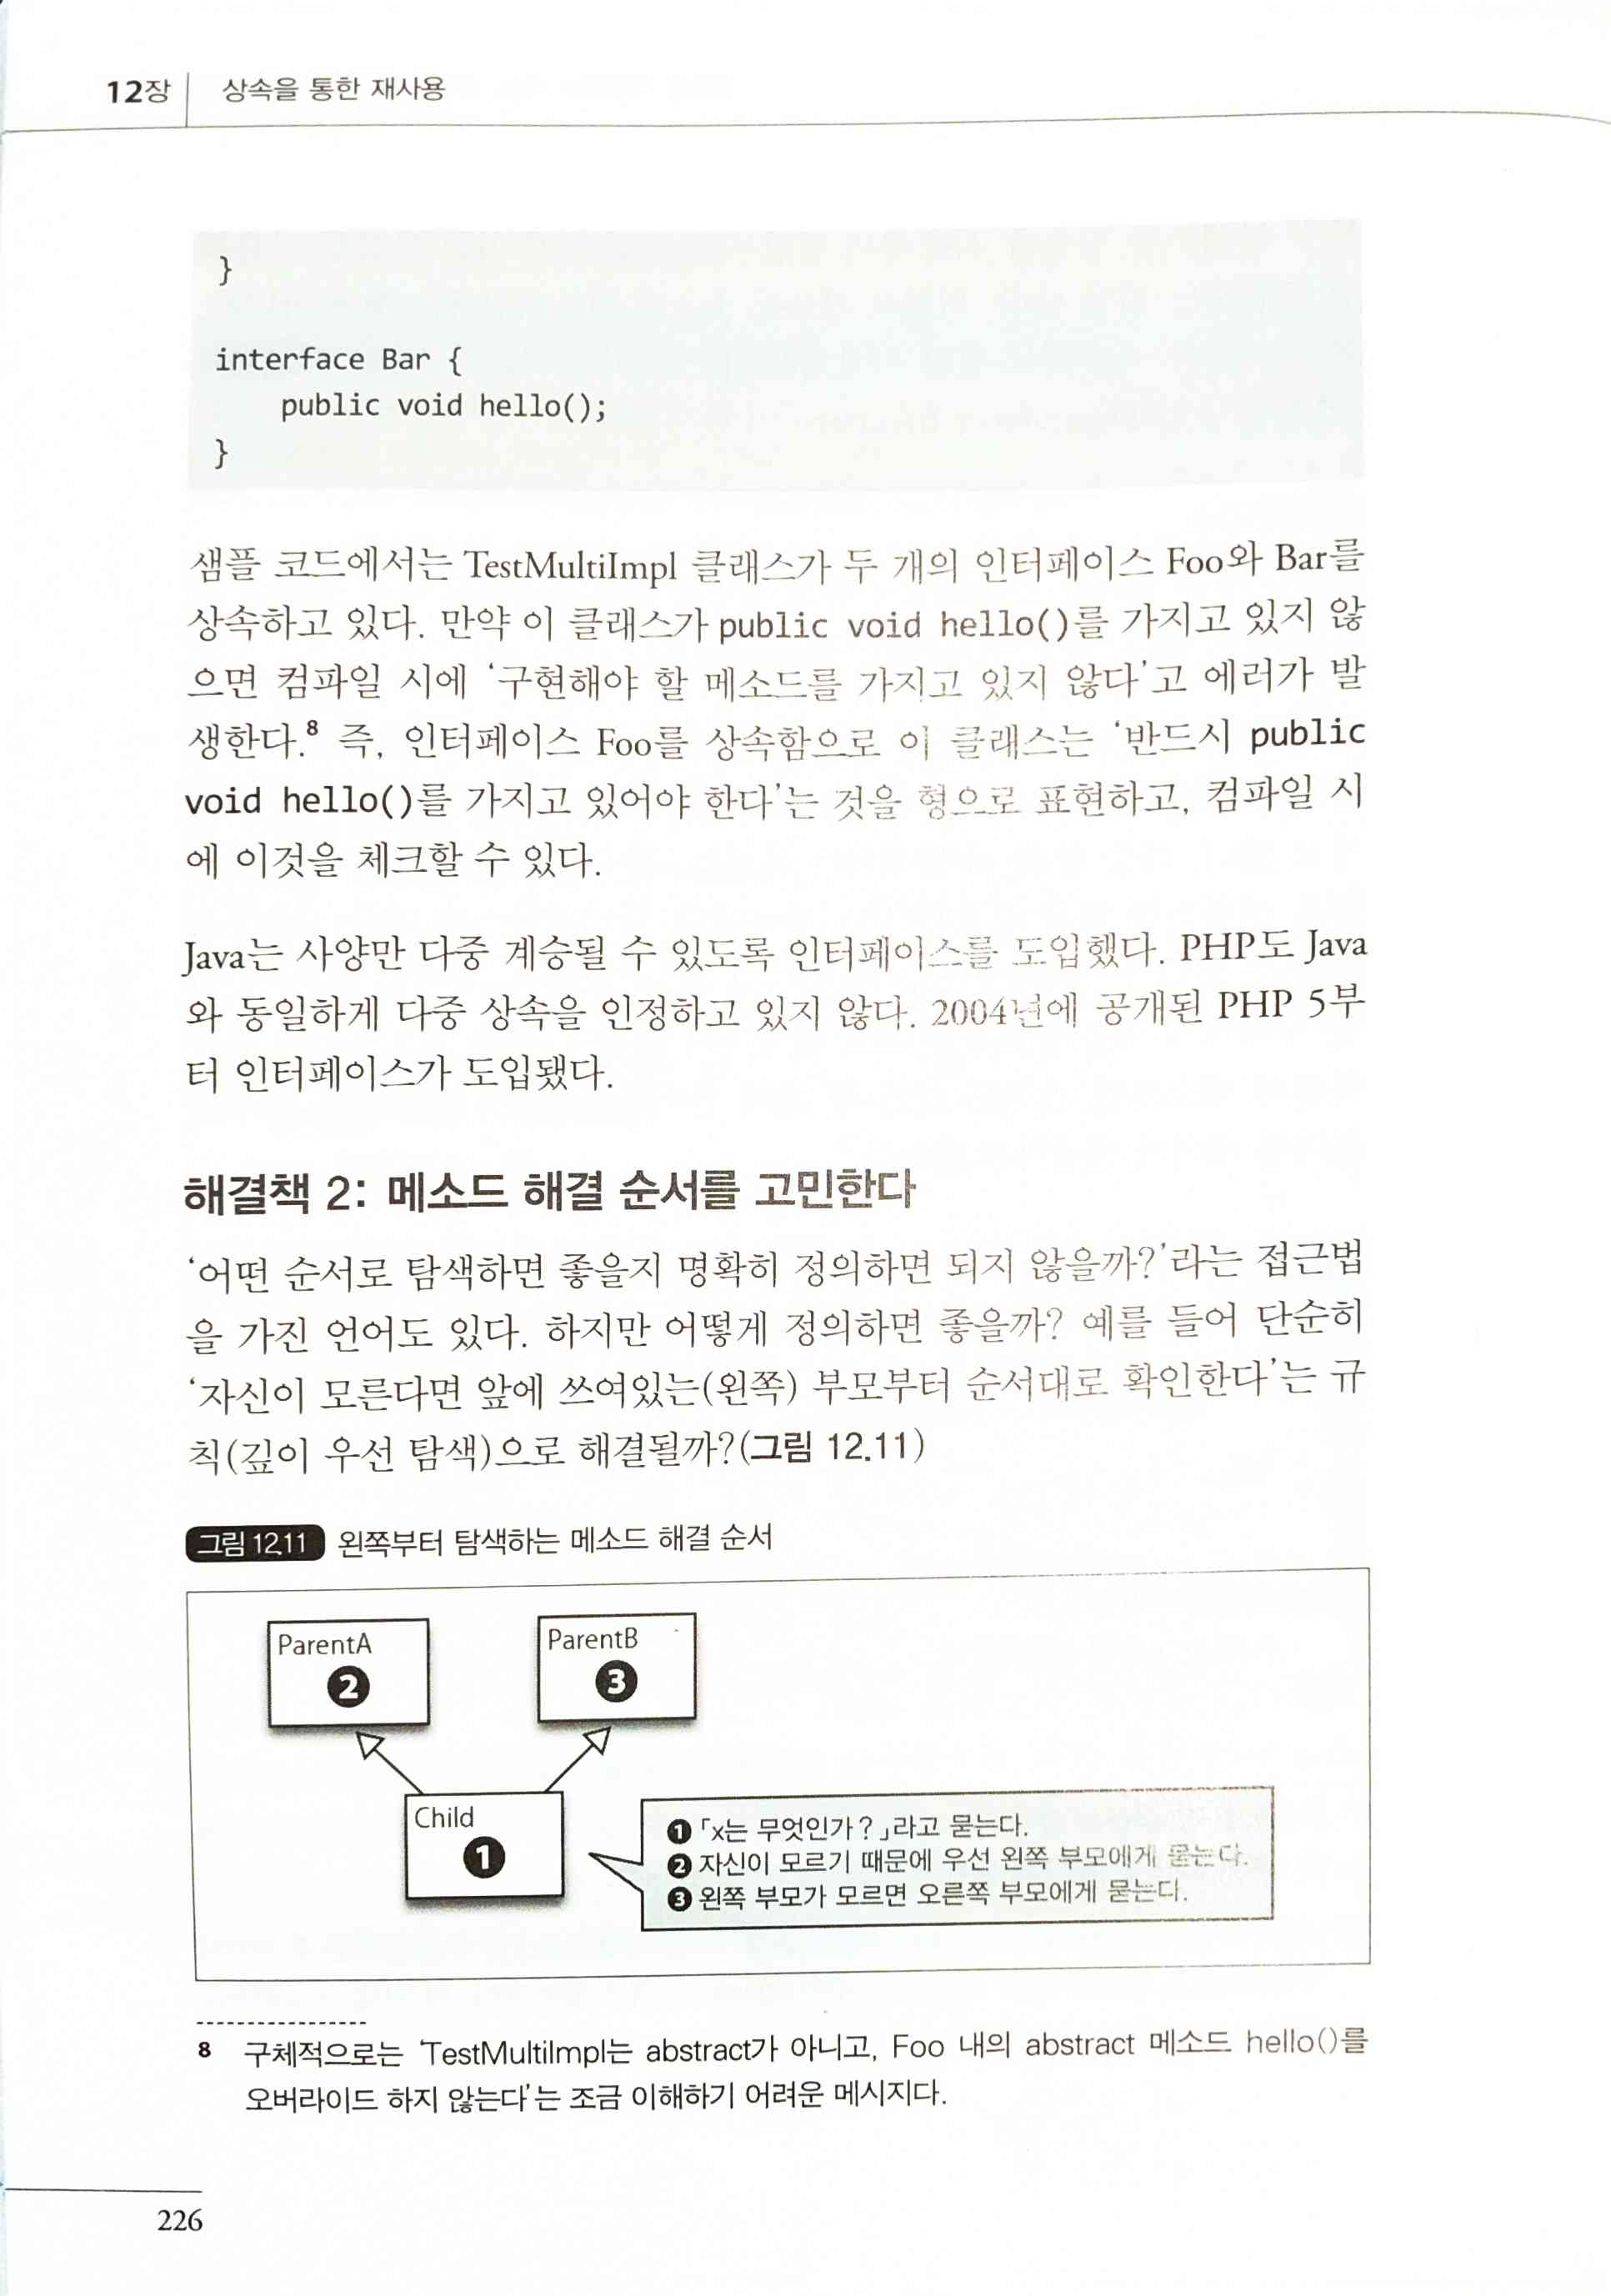 12장 상속을 통한 재사용
}
interface Bar {
    public void hello();
}
샘플 코드에서는 TestMultiImpl 클래스가 두 개의 인터페이스 Foo와 Bar를
상속하고 있다. 만약 이 클래스가 public void hello()를 가지고 있지 않
으면 컴파일 시에 ‘구현해야 할 메소드를 가지고 있지 않다’고 에러가 발
생한다.8 즉, 인터페이스 Foo를 상속함으로 이 클래스는 ‘반드시 public
void hello()를 가지고 있어야 한다’는 것을 형으로 표현하고, 컴파일 시
에 이것을 체크할 수 있다.
Java는 사양만 다중 계승될 수 있도록 인터페이스를 도입했다. PHP도 Java
와 동일하게 다중 상속을 인정하고 있지 않다. 2004년에 공개된 PHP 5부
터 인터페이스가 도입됐다.
해결책 2: 메소드 해결 순서를 고민한다
‘어떤 순서로 탐색하면 좋을지 명확히 정의하면 되지 않을까?’라는 접근법
을 가진 언어도 있다. 하지만 어떻게 정의하면 좋을까? 예를 들어 단순히
‘자신이 모른다면 앞에 쓰여있는(왼쪽) 부모부터 순서대로 확인한다’는 규
칙(깊이 우선 탐색)으로 해결될까?(그림 12.11)
그림 12.11 왼쪽부터 탐색하는 메소드 해결 순서
ParentA
❷
ParentB
❸
Child
❶
❶「x는 무엇인가?」라고 묻는다.
❷ 자신이 모르기 때문에 우선 왼쪽 부모에게 묻는다.
❸ 왼쪽 부모가 모르면 오른쪽 부모에게 묻는다.
8 구체적으로는 ‘TestMultiImpl는 abstract가 아니고, Foo 내의 abstract 메소드 hello()를
오버라이드 하지 않는다’는 조금 이해하기 어려운 메시지다.
226